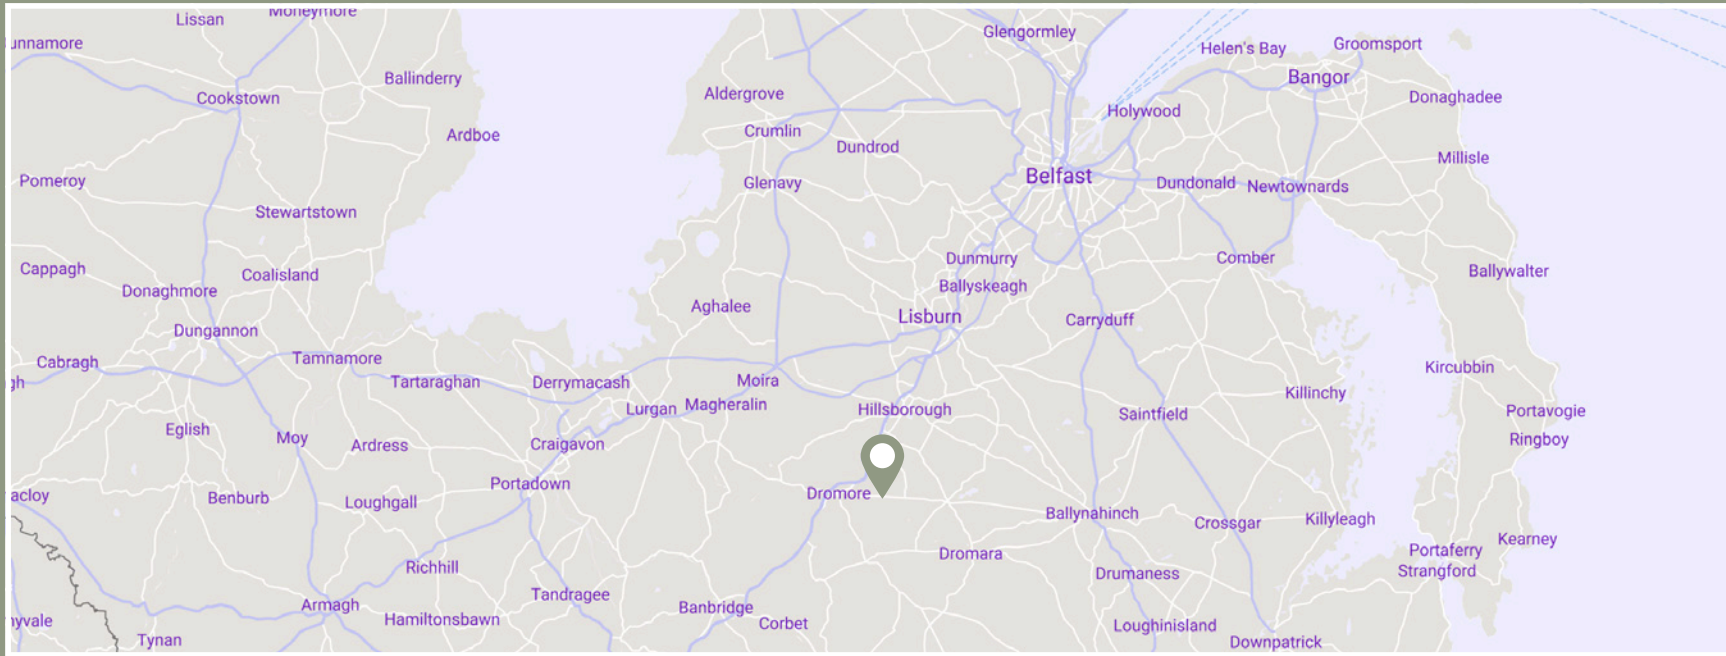 Lissan
Moneymore
Glengormley
unnamore
Helen's Bay
Groomsport
Ballinderry
Bangor
Cookstown
Aldergrove
Donaghadee
Holywood
Ardboe
Crumlin
Dundrod
Millisle
Pomeroy
Glenavy
Belfast
Dundonald
Newtownards
Stewartstown
Cappagh
Coalisland
Dunmurry
Comber
Ballywalter
Donaghmore
Ballyskeagh
Aghalee
Lisburn
Carryduff
Dungannon
Cabragh
Tamnamore
Kircubbin
gh
Tartaraghan
Derrymacash
Moira
Killinchy
Lurgan
Magheralin
Hillsborough
Saintfield
Portavogie
Eglish
Moy
Ardress
Craigavon
Ringboy
acloy
Benburb
Loughgall
Portadown
Dromore
Ballynahinch
Crossgar
Killyleagh
Kearney
Richhill
Dromara
Portaferry
Strangford
Drumaness
Armagh
Hamiltonsbawn
Tandragee
Banbridge
Corbet
nyvale
Tynan
Loughinisland
Downpatrick